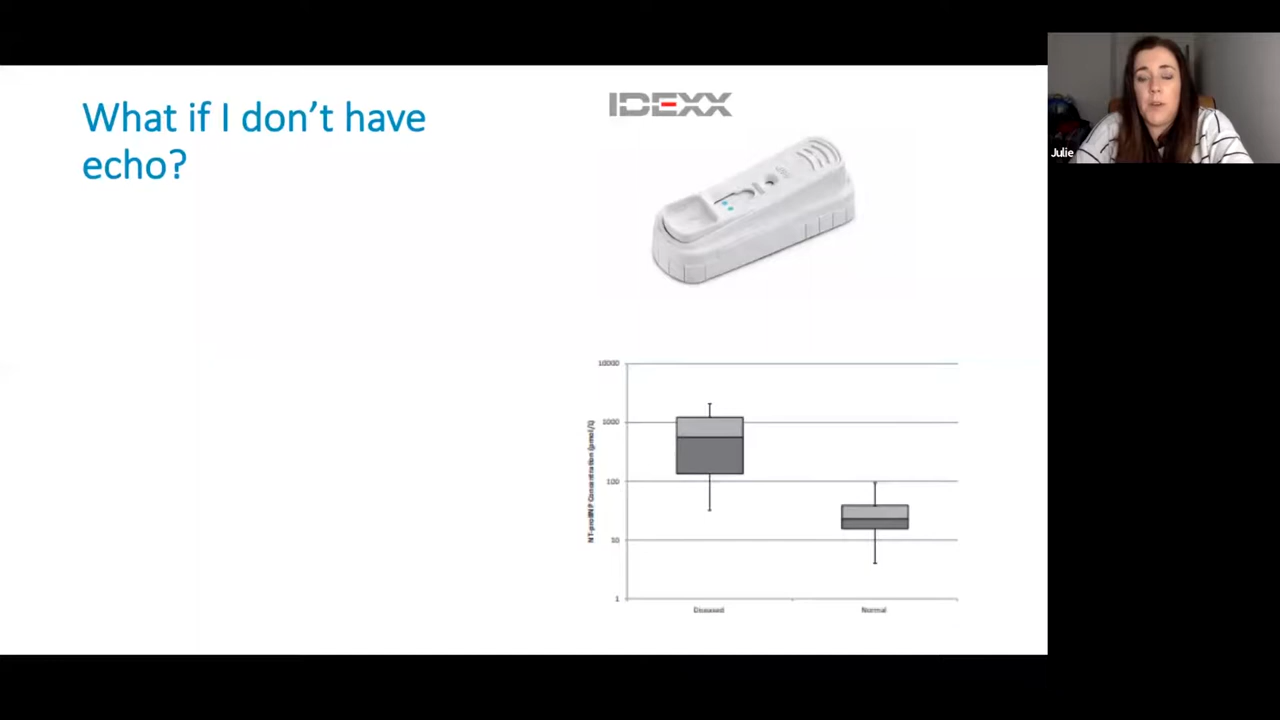 What if I don't have
echo?
IDEXX
Julie
10000
1000
100
10
1
NT-proBNP Concentration (pmol/L)
Diseased
Normal